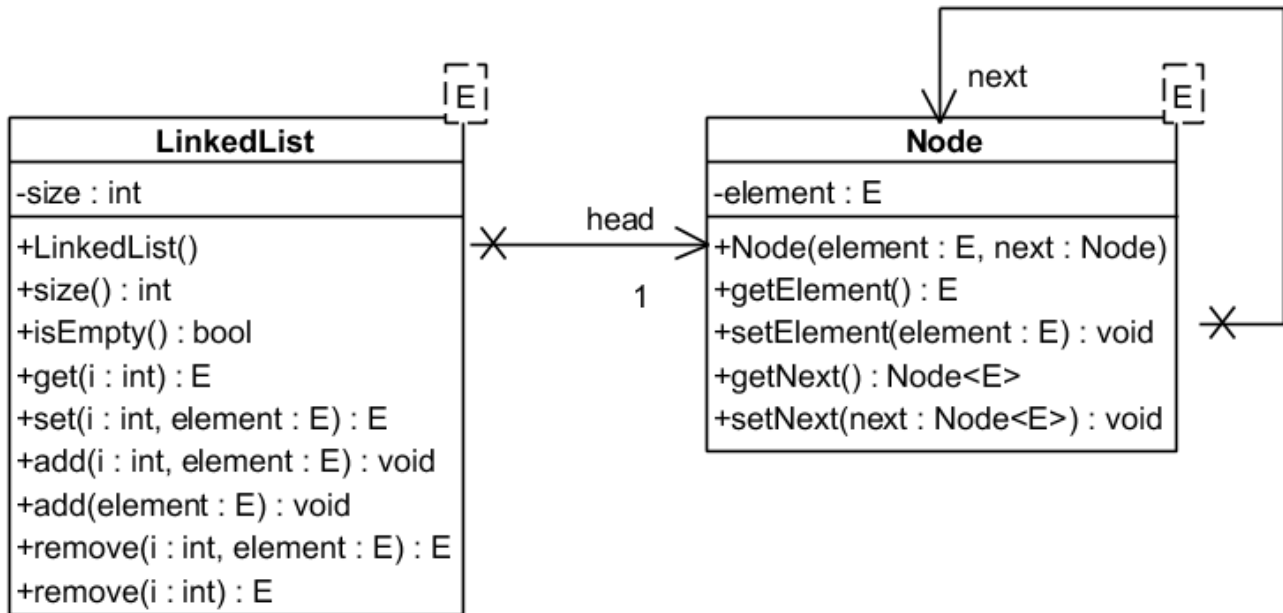 E
LinkedList
-size : int
+LinkedList()
+size() : int
+isEmpty() : bool
+get(i : int) : E
+set(i : int, element : E) : E
+add(i : int, element : E) : void
+add(element : E) : void
+remove(i : int, element : E) : E
+remove(i : int) : E
head
1
next
E
Node
-element : E
+Node(element : E, next : Node)
+getElement() : E
+setElement(element : E) : void
+getNext() : Node<E>
+setNext(next : Node<E>) : void